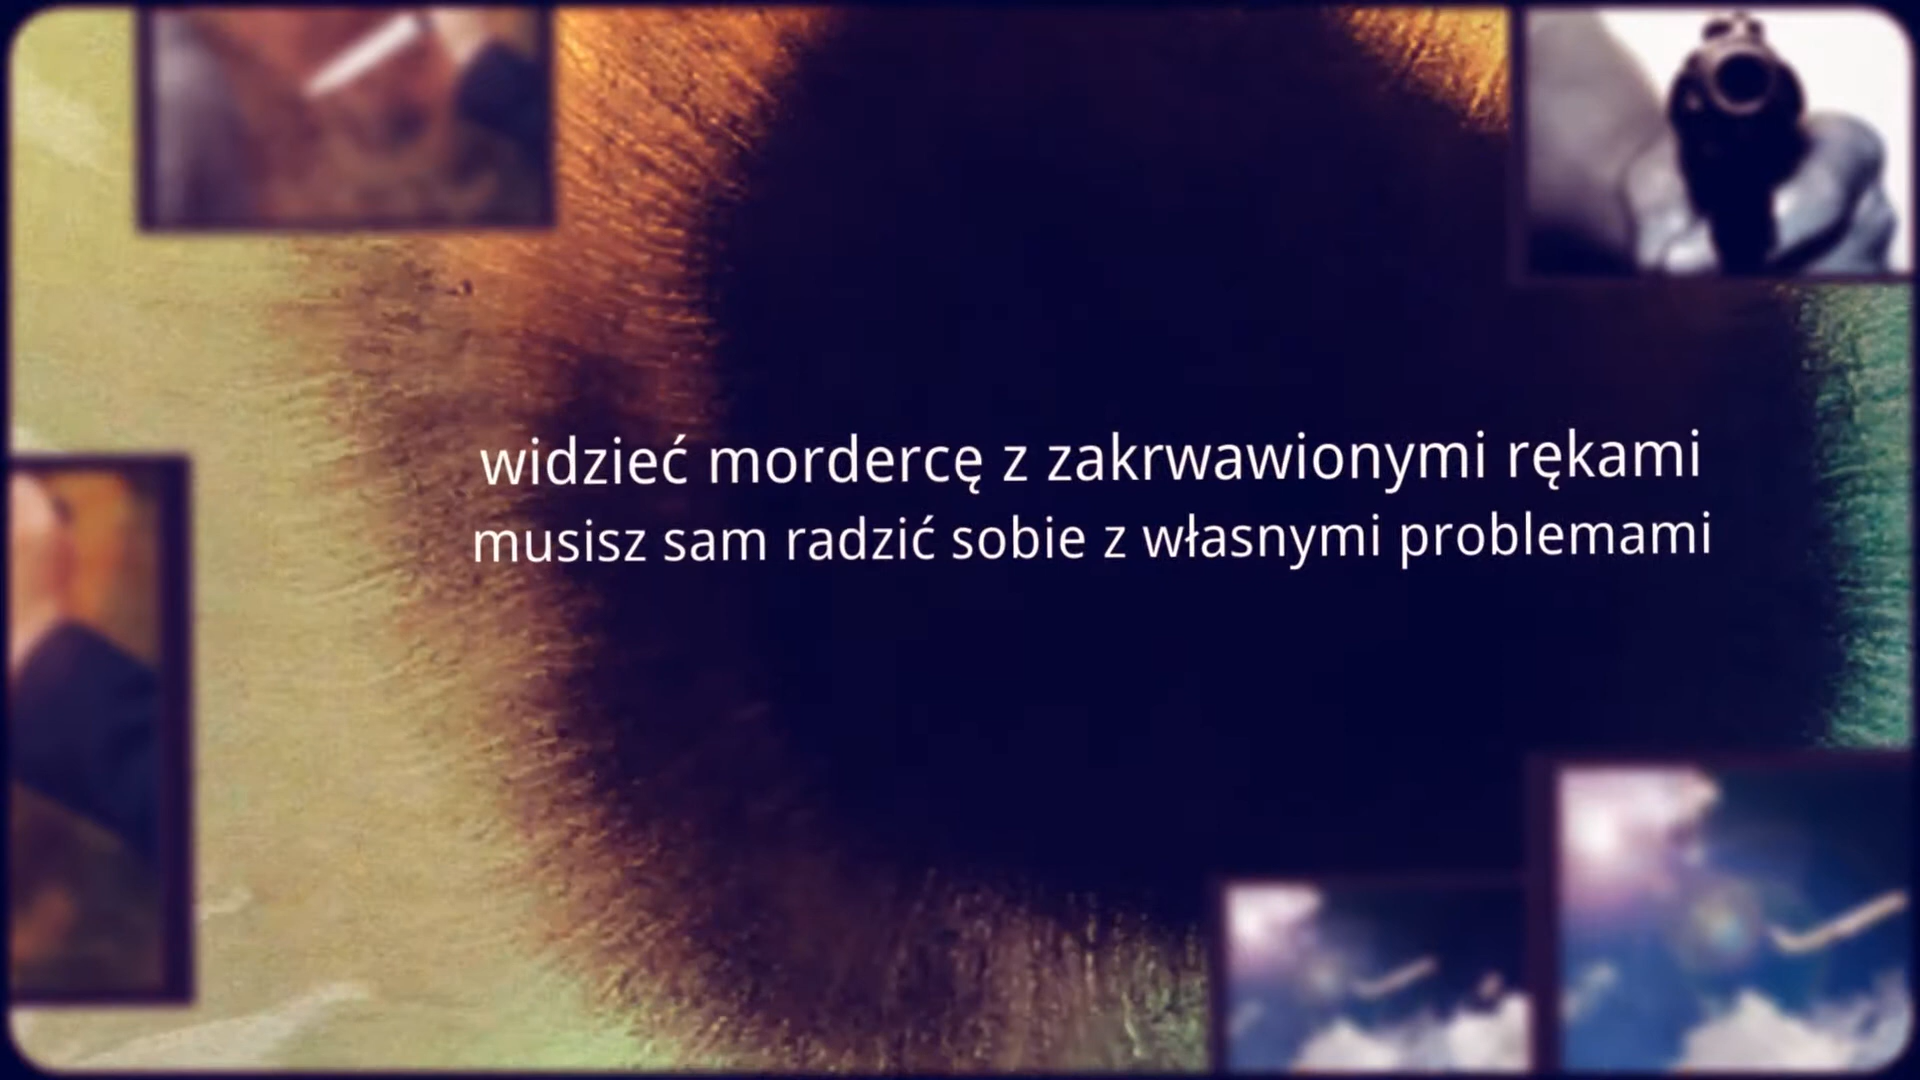 widzieć mordercę z zakrwawionymi rękami
musisz sam radzić sobie z własnymi problemami